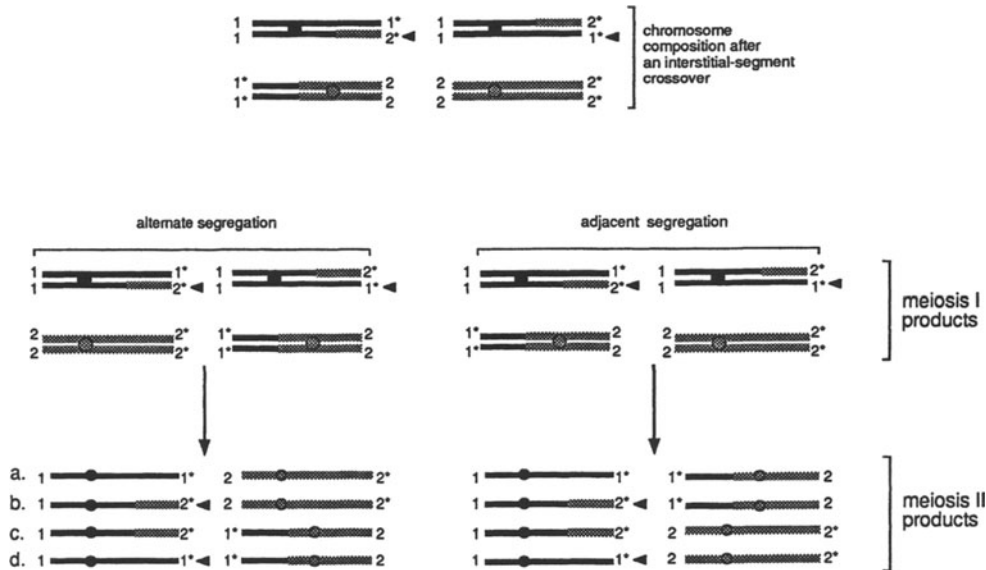 1 1* 1 2*
1 2* 1 1*
chromosome
composition after
an interstitial-segment
crossover
1* 2 2 2*
1* 2 2 2*
alternate segregation
adjacent segregation
1 1* 1 2*
1 2* 1 1*
2 2* 1* 2
2 2* 1* 2
1 1* 1 2*
1 2* 1 1*
1* 2 2 2*
1* 2 2 2*
meiosis I
products
a. 1 1* 2 2*
b. 1 2* 2 2*
c. 1 2* 1* 2
d. 1 1* 1* 2
1 1* 1* 2
1 2* 1* 2
1 2* 2 2*
1 1* 2 2*
meiosis II
products